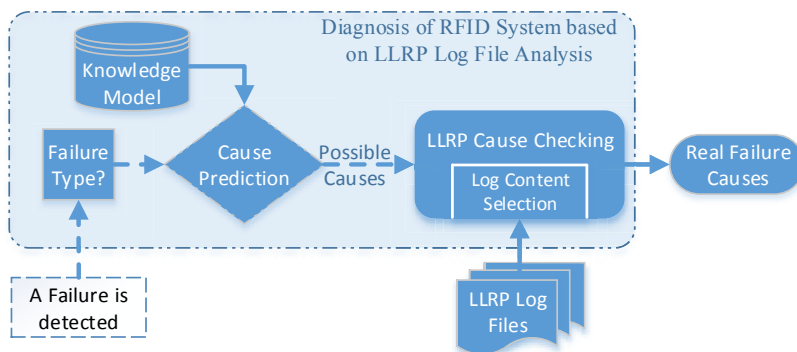 Diagnosis of RFID System based
on LLRP Log File Analysis
Knowledge
Model
Failure
Type?
Cause
Prediction
Possible
Causes
LLRP Cause Checking
Log Content
Selection
Real Failure
Causes
A Failure is
detected
LLRP Log
Files